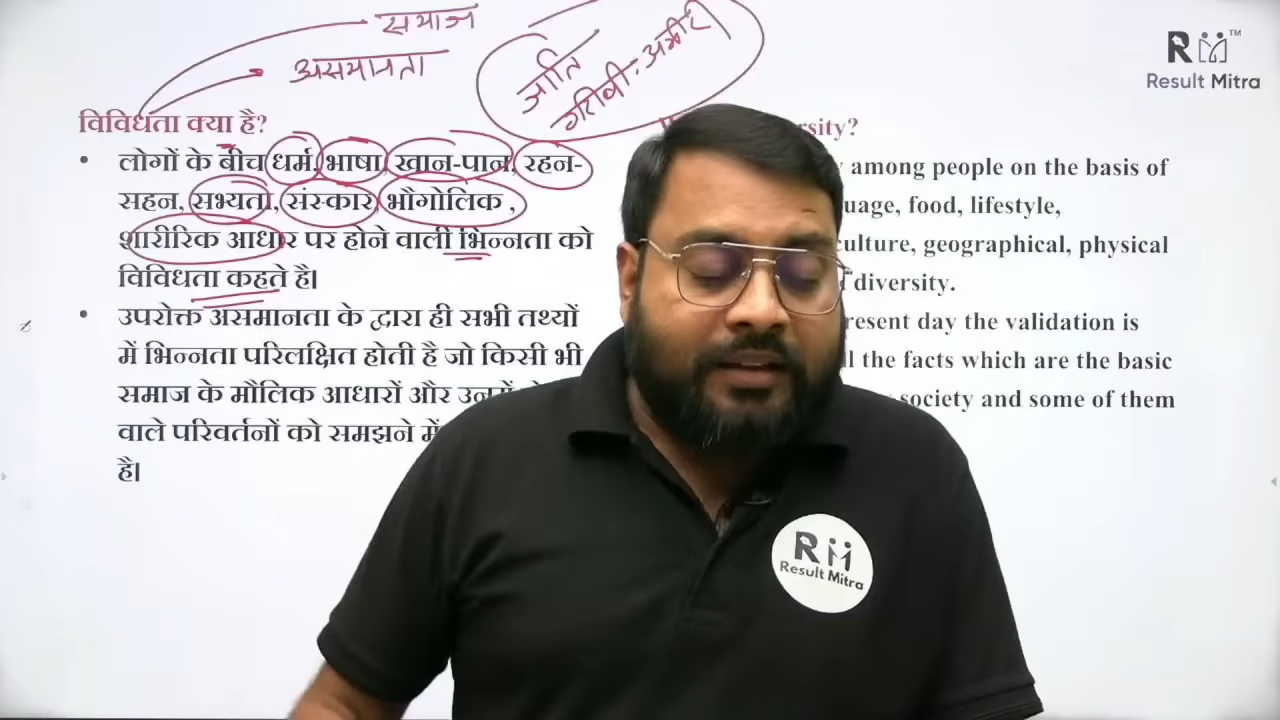 समाज
असमानता
जाति
गरीबी - अमीरी
R TM
Result Mitra
विविधता क्या है?
• लोगों के बीच धर्म, भाषा, खान-पान, रहन-
सहन, सभ्यता, संस्कार, भौगोलिक ,
शारीरिक आधार पर होने वाली भिन्नता को
विविधता कहते है।
• उपरोक्त असमानता के द्वारा ही सभी तथ्यों
में भिन्नता परिलक्षित होती है जो किसी भी
समाज के मौलिक आधारों और उनमें
वाले परिवर्तनों को समझने में
है।
sity?
among people on the basis of
uage, food, lifestyle,
culture, geographical, physical
diversity.
resent day the validation is
the facts which are the basic
society and some of them
R
Result Mitra